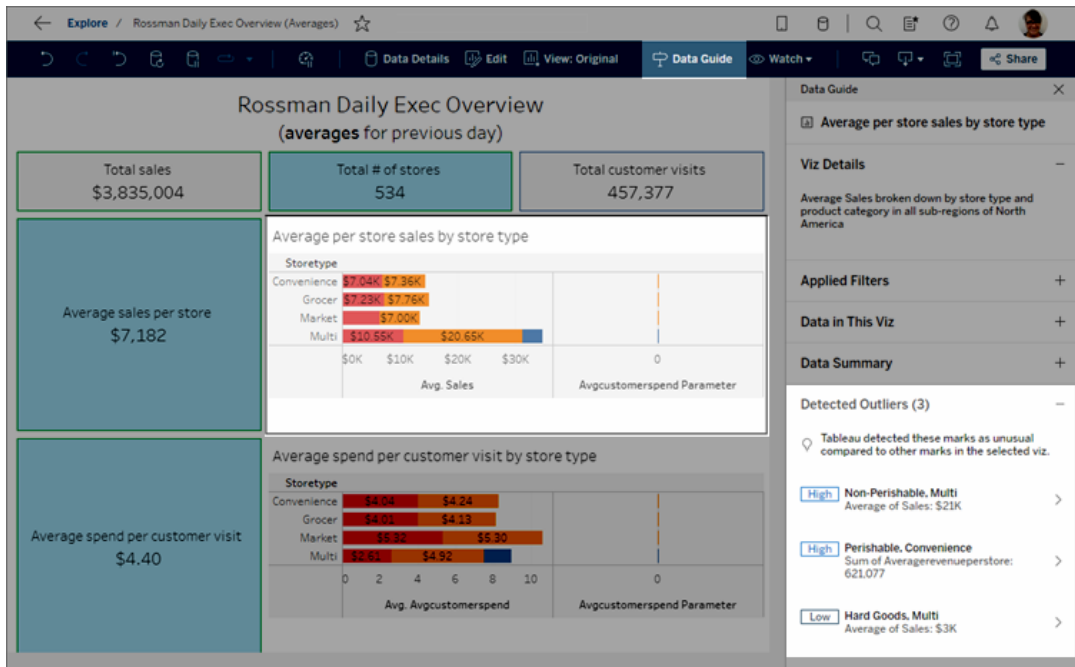 Explore / Rossman Daily Exec Overview (Averages)
Data Details Edit View: Original Data Guide Watch Share
Rossman Daily Exec Overview
(averages for previous day)
Total sales
$3,835,004
Total # of stores
534
Total customer visits
457,377
Average sales per store
$7,182
Average per store sales by store type
Storetype
Convenience $7.04K $7.36K
Grocer $7.23K $7.76K
Market $7.00K
Multi $10.55K $20.65K
$0K $10K $20K $30K 0
Avg. Sales Avgcustomerspend Parameter
Average spend per customer visit
$4.40
Average spend per customer visit by store type
Storetype
Convenience $4.04 $4.24
Grocer $4.01 $4.13
Market $5.32 $5.30
Multi $2.61 $4.92
0 2 4 6 8 10 0
Avg. Avgcustomerspend Avgcustomerspend Parameter
Data Guide
Average per store sales by store type
Viz Details
Average Sales broken down by store type and
product category in all sub-regions of North
America
Applied Filters
Data in This Viz
Data Summary
Detected Outliers (3)
Tableau detected these marks as unusual
compared to other marks in the selected viz.
High Non-Perishable, Multi
Average of Sales: $21K
High Perishable, Convenience
Sum of Averagerevenueperstore:
621,077
Low Hard Goods, Multi
Average of Sales: $3K